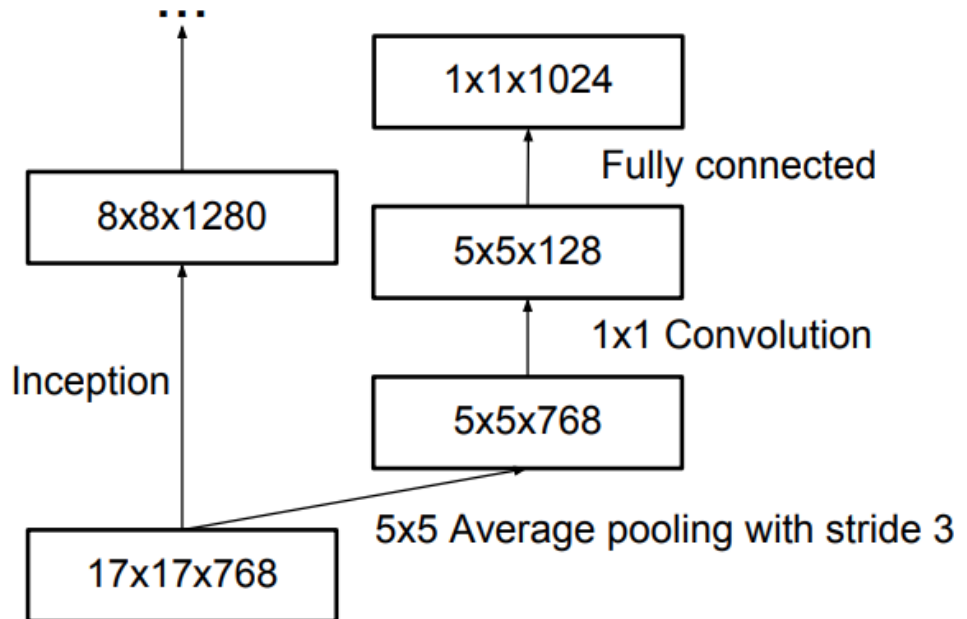 ...
1x1x1024
Fully connected
8x8x1280
5x5x128
1x1 Convolution
Inception
5x5x768
5x5 Average pooling with stride 3
17x17x768